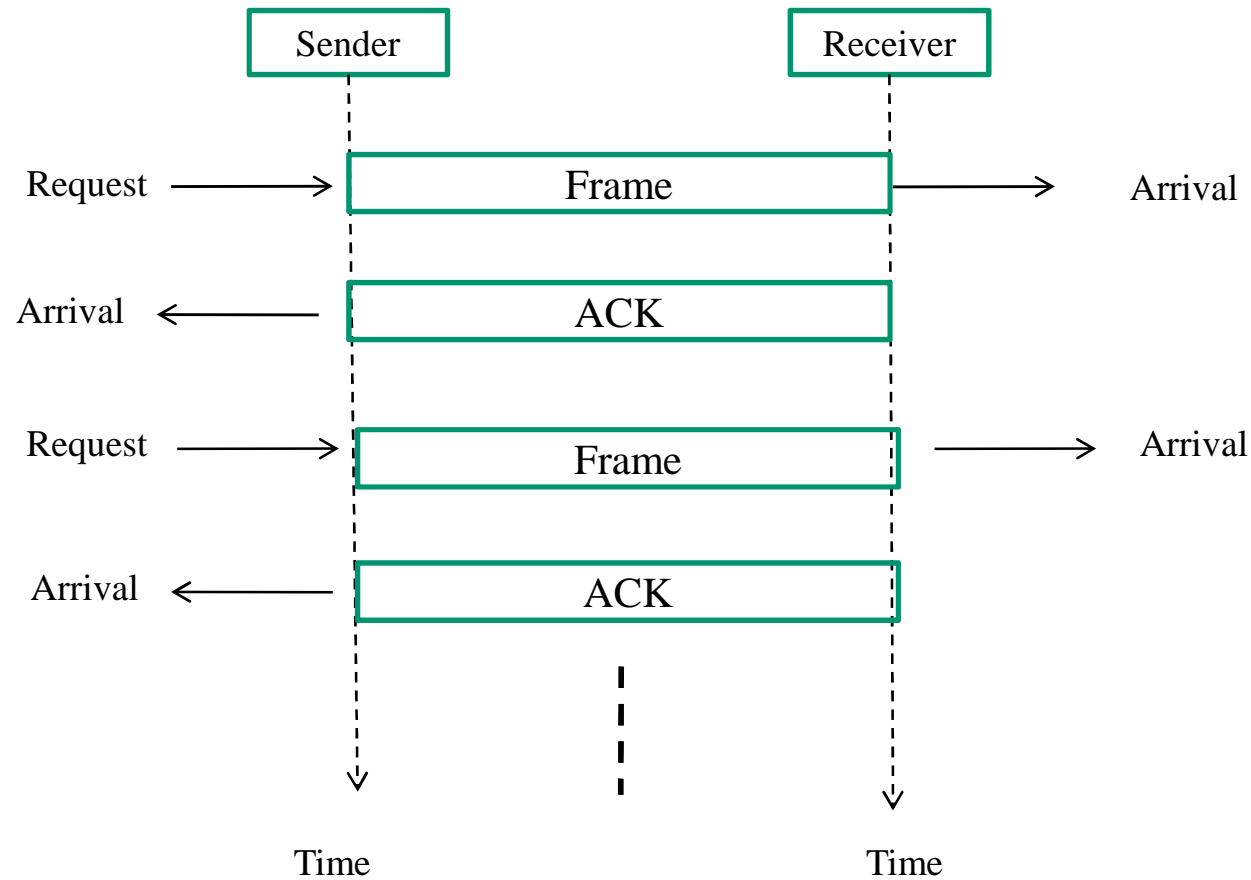 Sender
Receiver
Request
Frame
Arrival
Arrival
ACK
Request
Frame
Arrival
Arrival
ACK
Time
Time